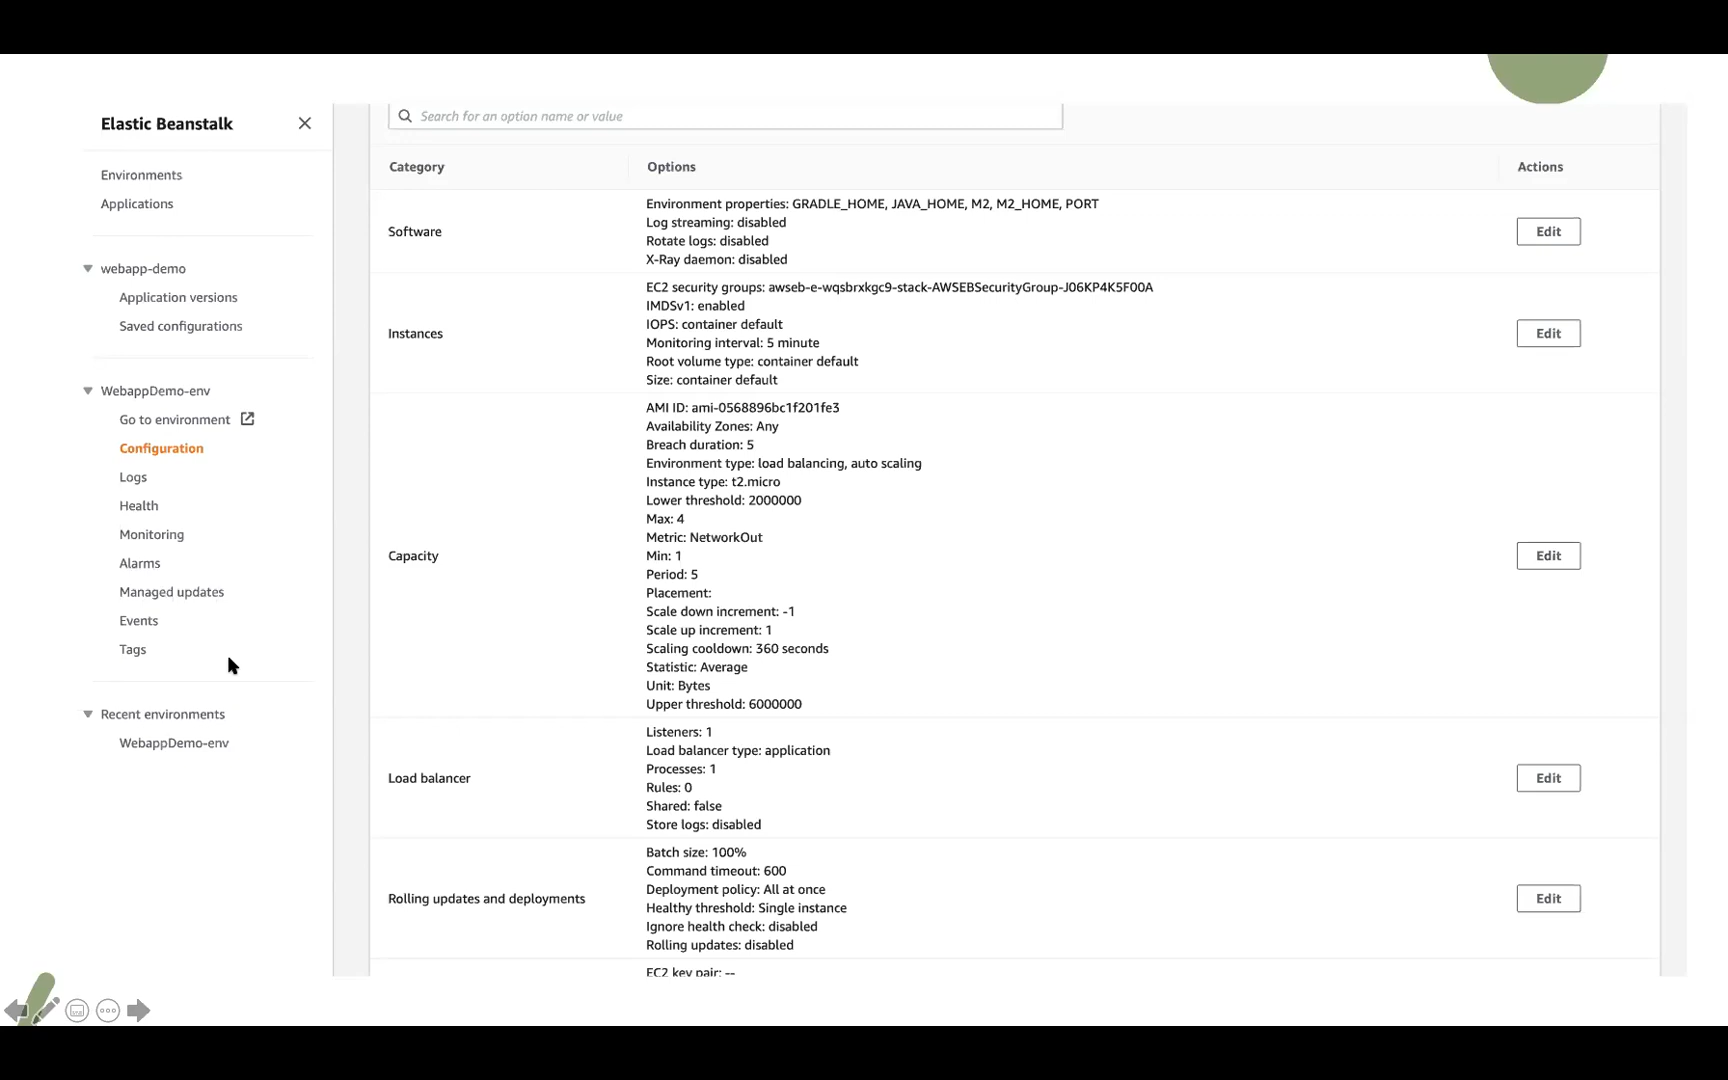 Elastic Beanstalk
Environments
Applications
webapp-demo
Application versions
Saved configurations
WebappDemo-env
Go to environment
Configuration
Logs
Health
Monitoring
Alarms
Managed updates
Events
Tags
Recent environments
WebappDemo-env
Search for an option name or value
Category Options Actions
Software
Environment properties: GRADLE_HOME, JAVA_HOME, M2, M2_HOME, PORT
Log streaming: disabled
Rotate logs: disabled
X-Ray daemon: disabled
Edit
Instances
EC2 security groups: awseb-e-wqsbrxkgc9-stack-AWSEBSecurityGroup-J06KP4K5F00A
IMDSv1: enabled
IOPS: container default
Monitoring interval: 5 minute
Root volume type: container default
Size: container default
Edit
Capacity
AMI ID: ami-0568896bc1f201fe3
Availability Zones: Any
Breach duration: 5
Environment type: load balancing, auto scaling
Instance type: t2.micro
Lower threshold: 2000000
Max: 4
Metric: NetworkOut
Min: 1
Period: 5
Placement:
Scale down increment: -1
Scale up increment: 1
Scaling cooldown: 360 seconds
Statistic: Average
Unit: Bytes
Upper threshold: 6000000
Edit
Load balancer
Listeners: 1
Load balancer type: application
Processes: 1
Rules: 0
Shared: false
Store logs: disabled
Edit
Rolling updates and deployments
Batch size: 100%
Command timeout: 600
Deployment policy: All at once
Healthy threshold: Single instance
Ignore health check: disabled
Rolling updates: disabled
Edit
EC2 key pair: --